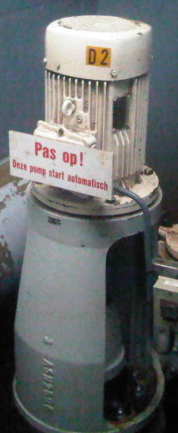 D2
Pas op!
Deze pomp start automatisch